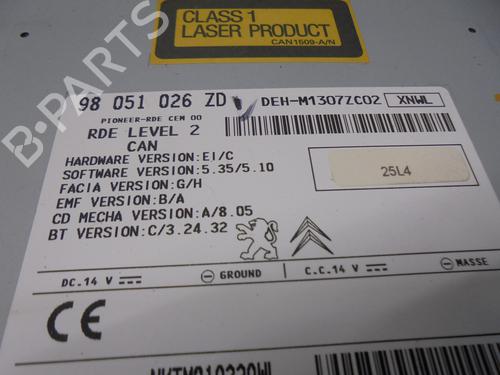 CLASS 1
LASER PRODUCT
CAN1609-A/N
B-PARTS
98 051 026 ZD
DEH-M1307ZC02
XNWL
PIONEER-RDE CEM 00
RDE LEVEL 2
CAN
HARDWARE VERSION:EI/C
SOFTWARE VERSION:5.35/5.10
FACIA VERSION:G/H
EMF VERSION:B/A
CD MECHA VERSION:A/8.05
BT VERSION:C/3.24.32
25L4
DC.14 V
GROUND
C.C.14 V
MASSE
CE